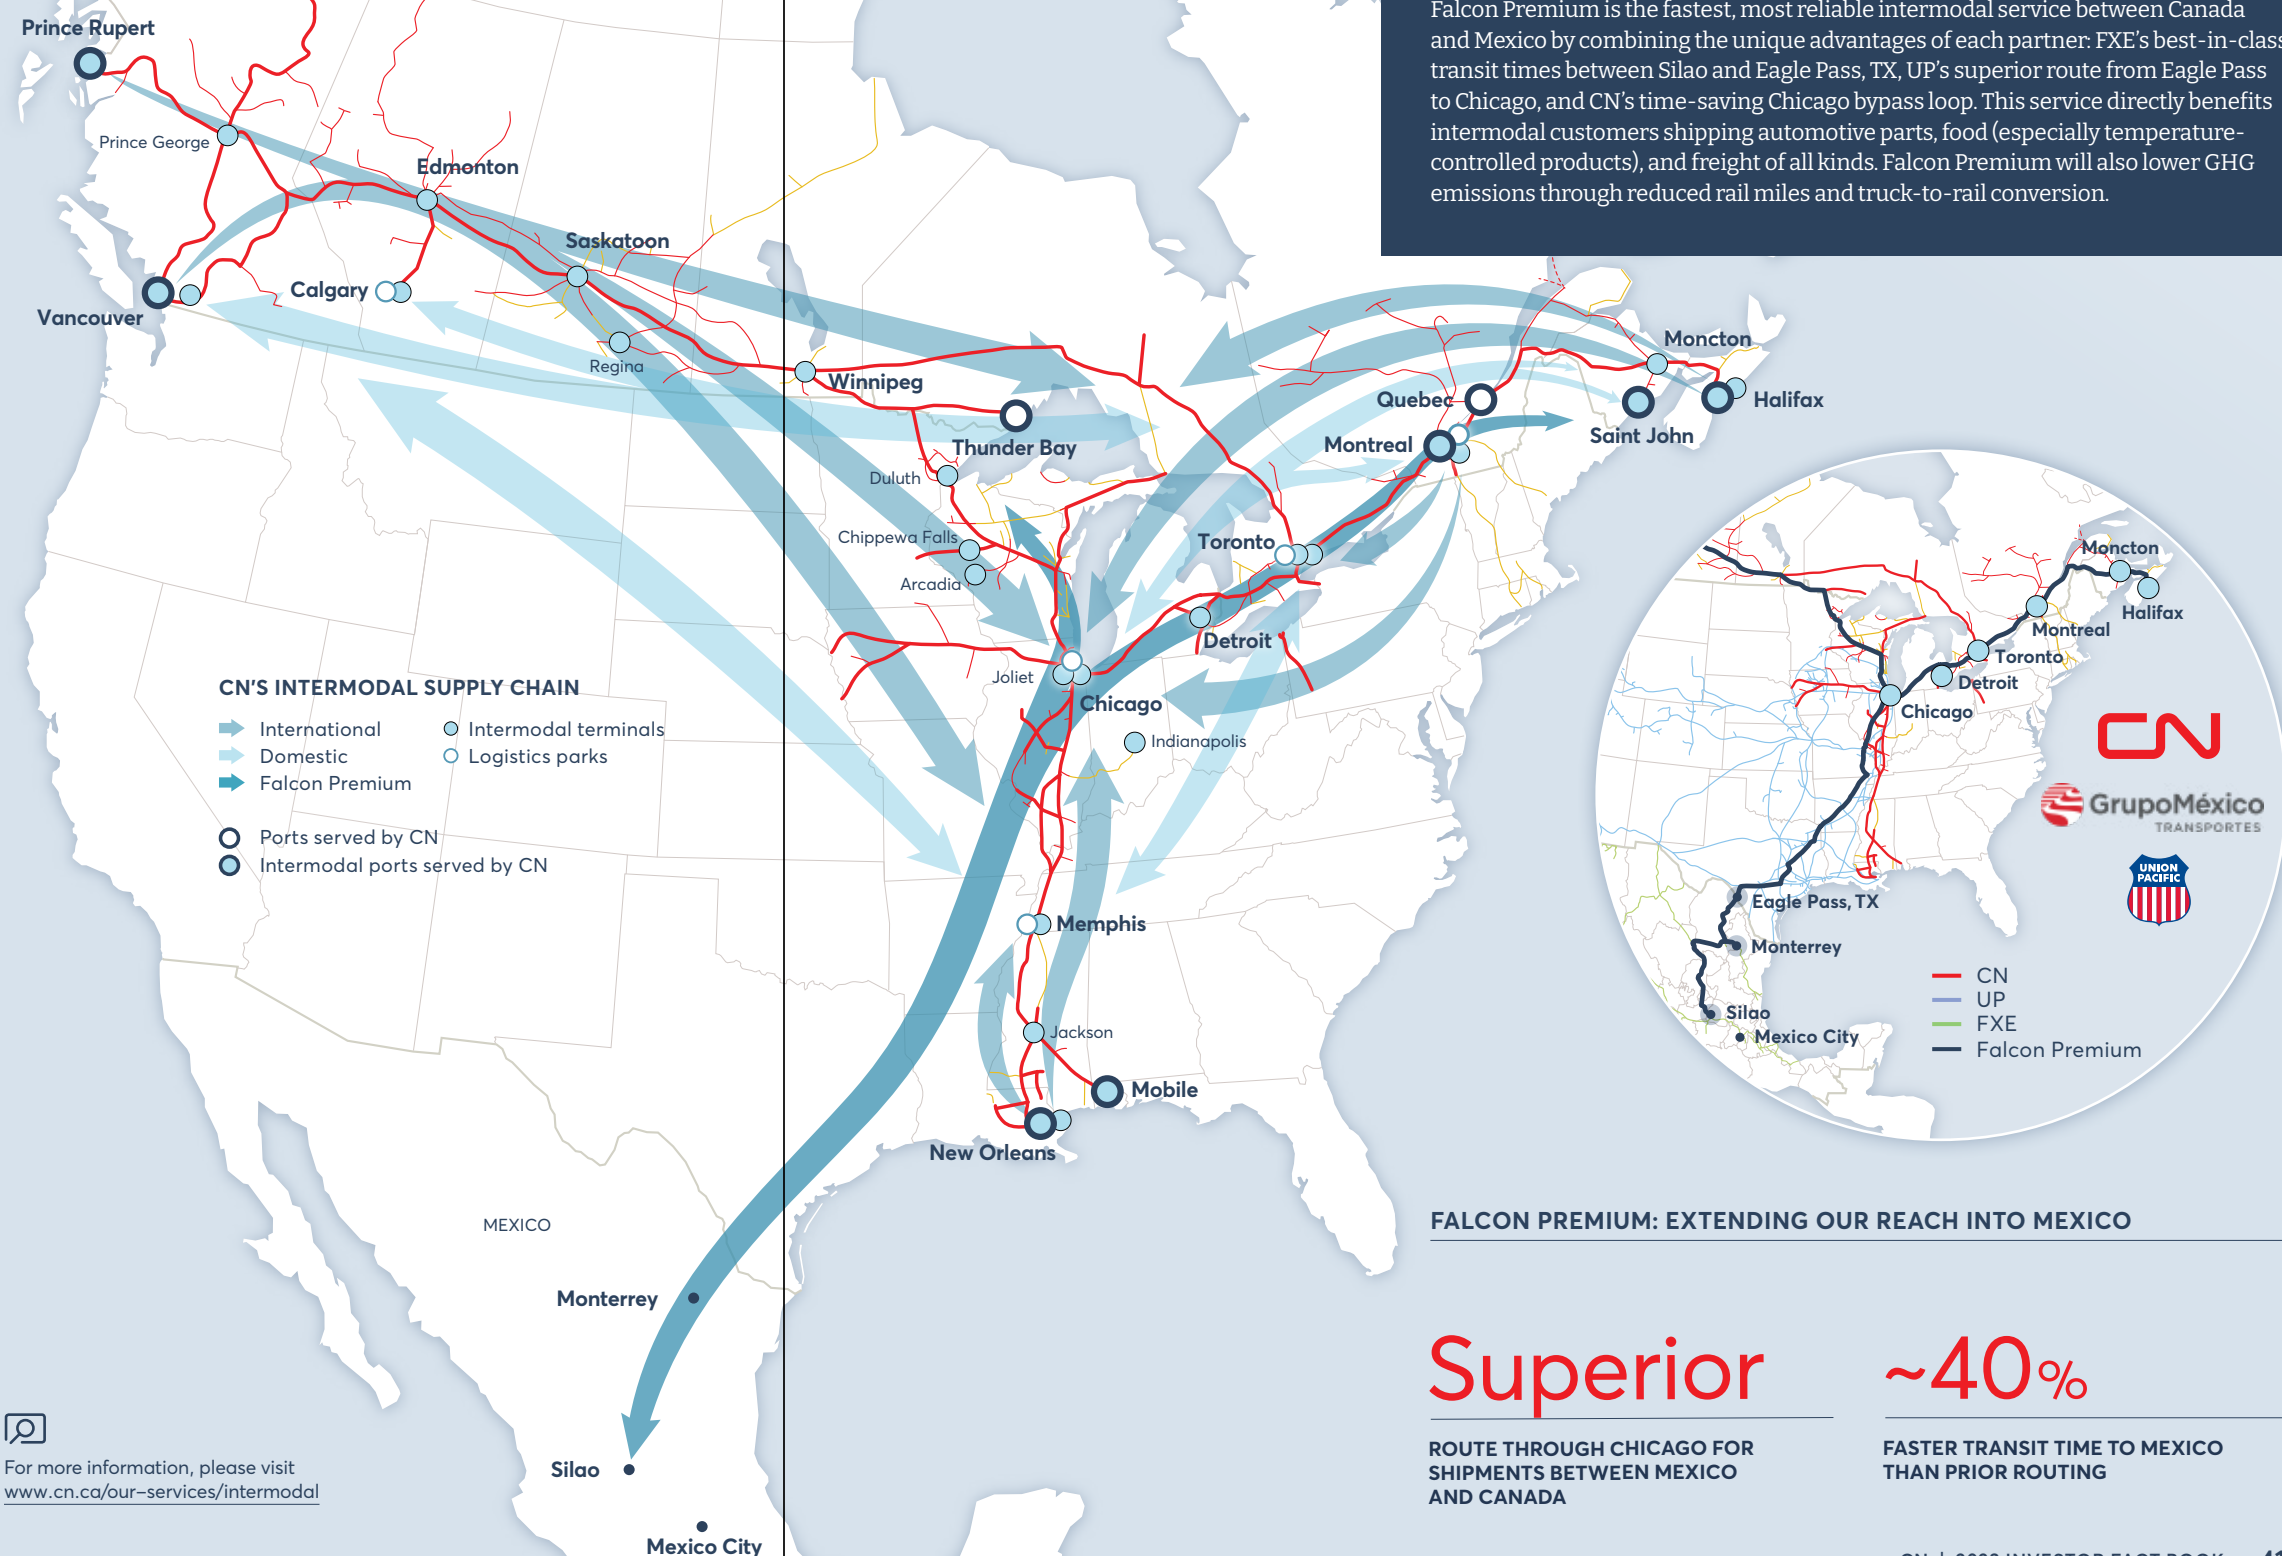 Falcon Premium is the fastest, most reliable intermodal service between Canada
and Mexico by combining the unique advantages of each partner: FXE's best-in-class
transit times between Silao and Eagle Pass, TX, UP's superior route from Eagle Pass
to Chicago, and CN's time-saving Chicago bypass loop. This service directly benefits
intermodal customers shipping automotive parts, food (especially temperature-
controlled products), and freight of all kinds. Falcon Premium will also lower GHG
emissions through reduced rail miles and truck-to-rail conversion.
Prince Rupert
Prince George
Edmonton
Saskatoon
Calgary
Vancouver
Regina
Winnipeg
Thunder Bay
Duluth
Chippewa Falls
Arcadia
Moncton
Quebec
Halifax
Saint John
Montreal
Toronto
Detroit
Joliet
Chicago
Indianapolis
Memphis
Jackson
Mobile
New Orleans
MEXICO
Monterrey
Silao
Mexico City
CN'S INTERMODAL SUPPLY CHAIN
International
Domestic
Falcon Premium
Intermodal terminals
Logistics parks
Ports served by CN
Intermodal ports served by CN
Moncton
Halifax
Montreal
Toronto
Detroit
Chicago
Eagle Pass, TX
Monterrey
Silao
Mexico City
CN
GrupoMéxico
TRANSPORTES
UNION
PACIFIC
CN
UP
FXE
Falcon Premium
FALCON PREMIUM: EXTENDING OUR REACH INTO MEXICO
Superior
ROUTE THROUGH CHICAGO FOR
SHIPMENTS BETWEEN MEXICO
AND CANADA
~40%
FASTER TRANSIT TIME TO MEXICO
THAN PRIOR ROUTING
For more information, please visit
www.cn.ca/our-services/intermodal